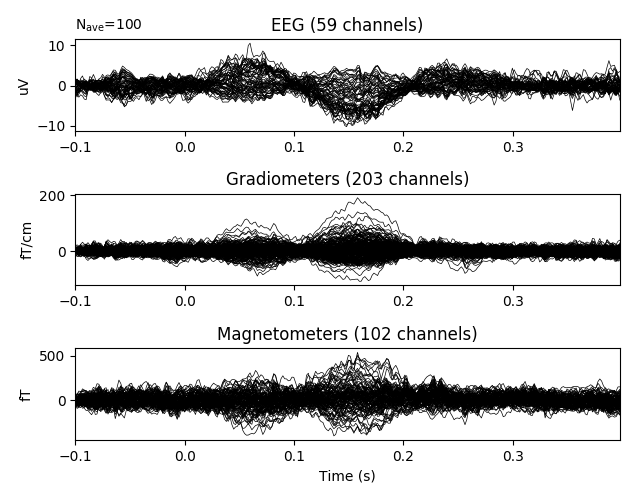 N_ave=100
EEG (59 channels)
uV
10
0
−10
−0.1 0.0 0.1 0.2 0.3
Gradiometers (203 channels)
fT/cm
200
0
−0.1 0.0 0.1 0.2 0.3
Magnetometers (102 channels)
fT
500
0
−0.1 0.0 0.1 0.2 0.3
Time (s)